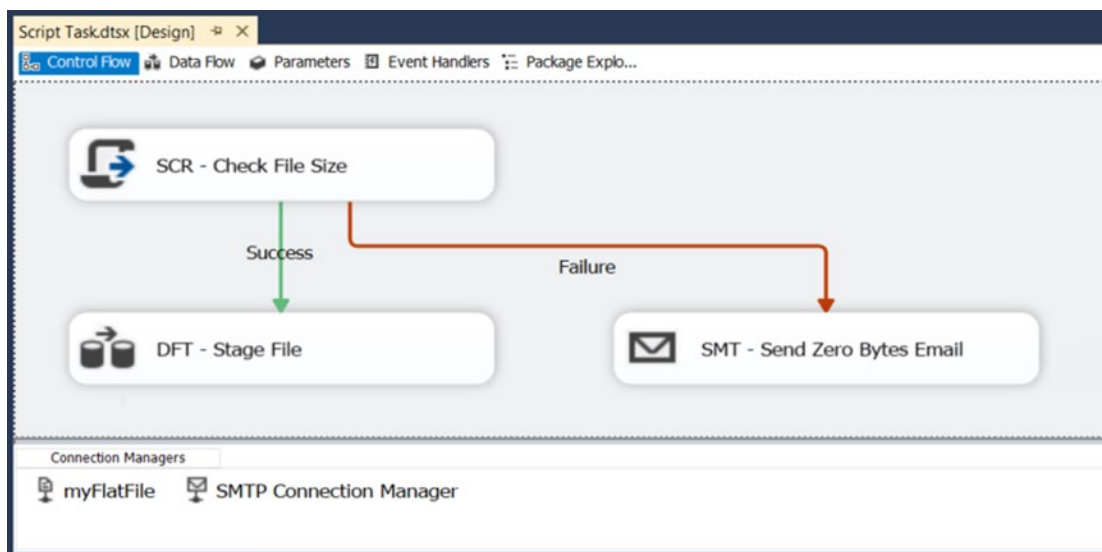 Script Task.dtsx [Design]
Control Flow Data Flow Parameters Event Handlers Package Explo...
SCR - Check File Size
Success
Failure
DFT - Stage File
SMT - Send Zero Bytes Email
Connection Managers
myFlatFile SMTP Connection Manager